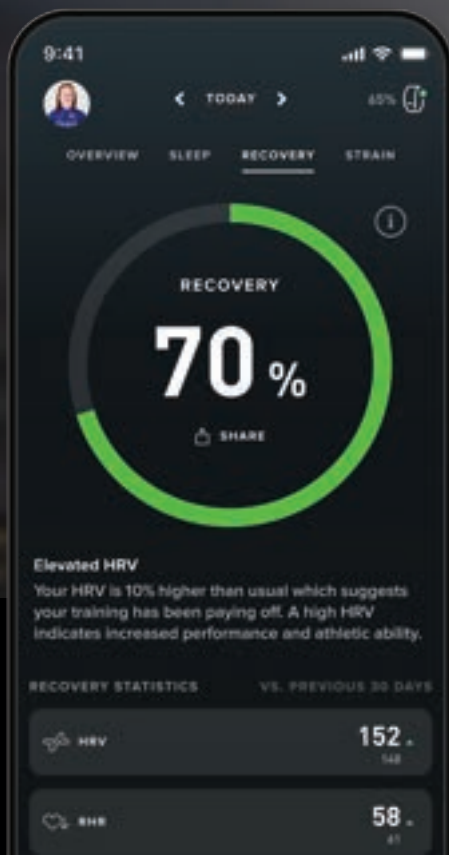 9:41
TODAY
65%
OVERVIEW SLEEP RECOVERY STRAIN
i
RECOVERY
70%
SHARE
Elevated HRV
Your HRV is 10% higher than usual which suggests
your training has been paying off. A high HRV
indicates increased performance and athletic ability.
RECOVERY STATISTICS VS. PREVIOUS 30 DAYS
HRV 152
148
RHR 58
61